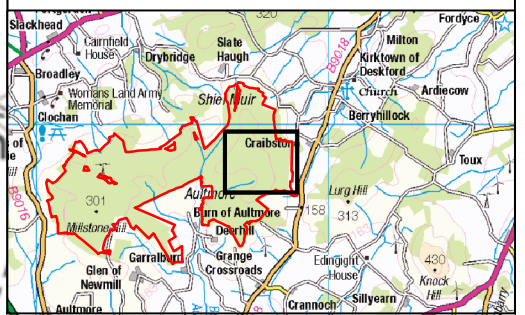 320
Fordyce
Slackhead
Cairnfield
House
Drybridge
Slate
Haugh
B9018
Milton
Kirktown of
Deskford
Broadley
Womans Land Army
Memorial
Shiel Muir
Church
Ardiecow
Clochan
Berryhillock
of
Craibston
Toux
B9016
301
Aultmore
Lurg Hill
Millstone Hill
Burn of Aultmore
158
313
Deerhill
Garralburn
Grange
Crossroads
Edingight
House
430
Glen of
Newmill
Knock
Hill
Aultmore
Crannoch
Sillyearn